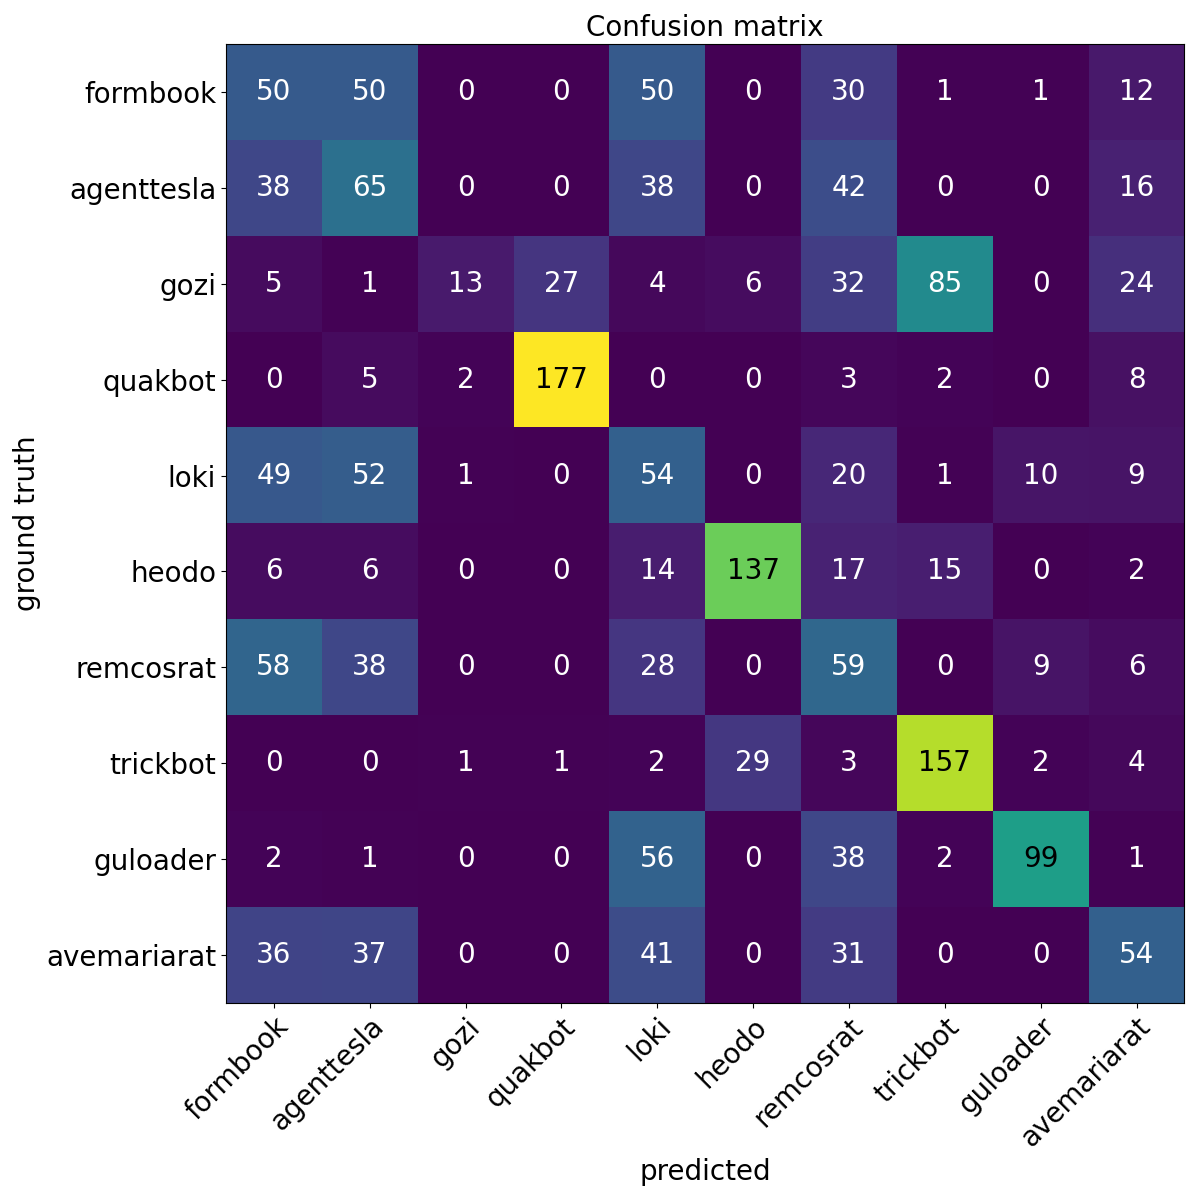 Confusion matrix
ground truth
formbook 50 50 0 0 50 0 30 1 1 12
agenttesla 38 65 0 0 38 0 42 0 0 16
gozi 5 1 13 27 4 6 32 85 0 24
quakbot 0 5 2 177 0 0 3 2 0 8
loki 49 52 1 0 54 0 20 1 10 9
heodo 6 6 0 0 14 137 17 15 0 2
remcosrat 58 38 0 0 28 0 59 0 9 6
trickbot 0 0 1 1 2 29 3 157 2 4
guloader 2 1 0 0 56 0 38 2 99 1
avemariarat 36 37 0 0 41 0 31 0 0 54
formbook agenttesla gozi quakbot loki heodo remcosrat trickbot guloader avemariarat
predicted